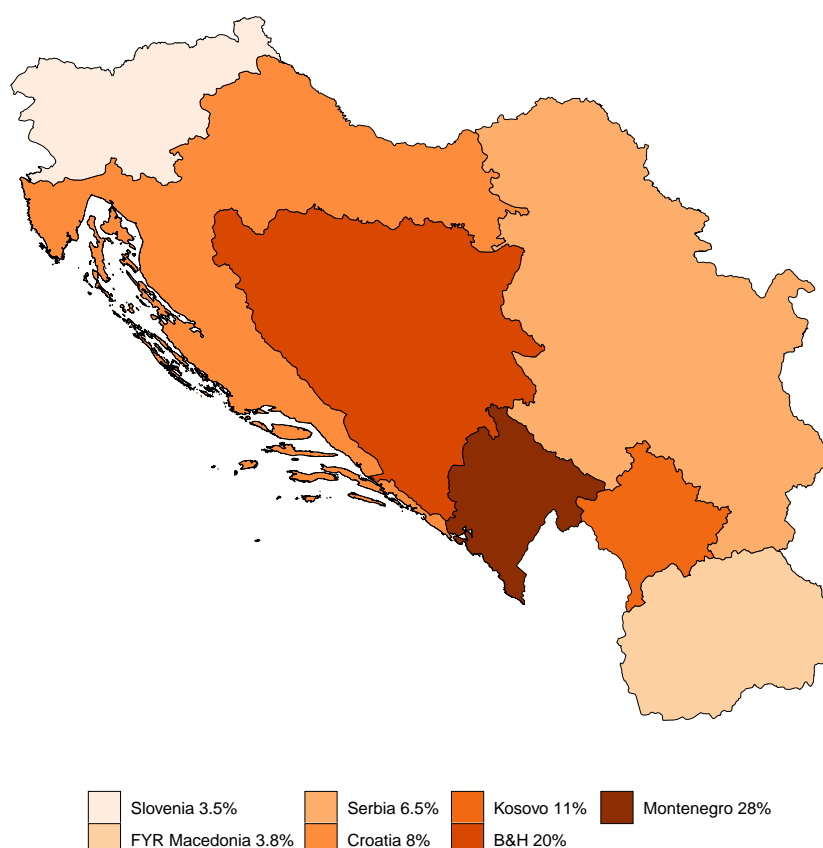 Slovenia 3.5%
FYR Macedonia 3.8%
Serbia 6.5%
Croatia 8%
Kosovo 11%
B&H 20%
Montenegro 28%